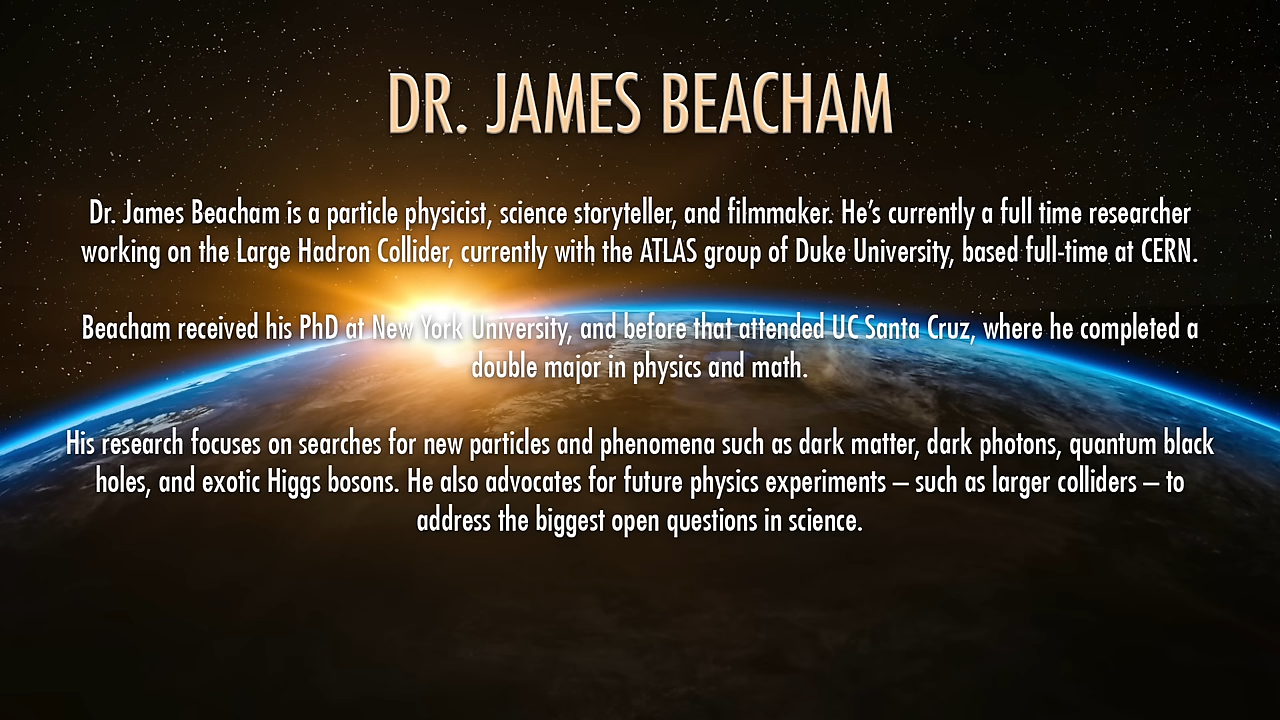 DR. JAMES BEACHAM
Dr. James Beacham is a particle physicist, science storyteller, and filmmaker. He’s currently a full time researcher
working on the Large Hadron Collider, currently with the ATLAS group of Duke University, based full-time at CERN.
Beacham received his PhD at New York University, and before that attended UC Santa Cruz, where he completed a
double major in physics and math.
His research focuses on searches for new particles and phenomena such as dark matter, dark photons, quantum black
holes, and exotic Higgs bosons. He also advocates for future physics experiments – such as larger colliders – to
address the biggest open questions in science.